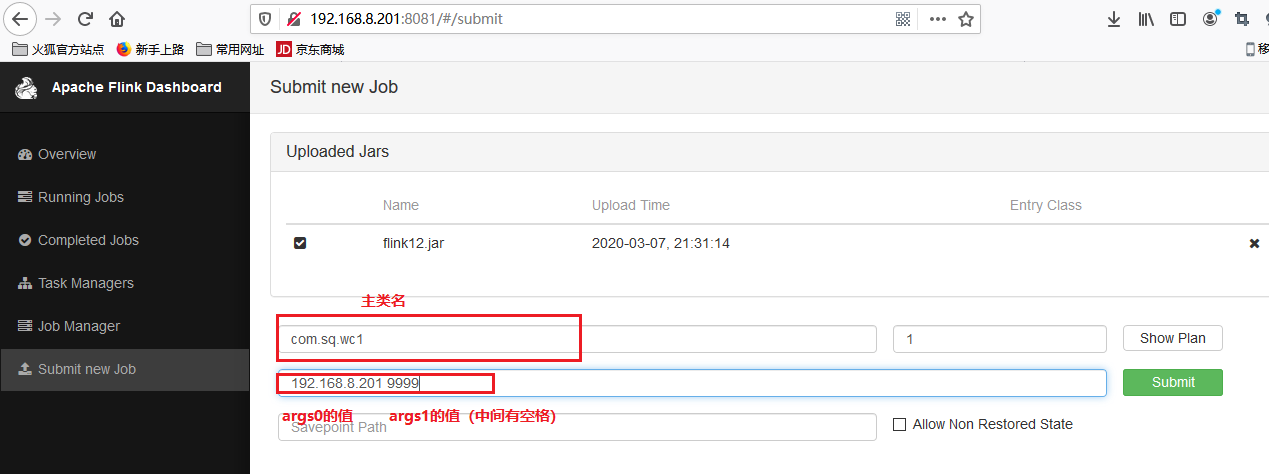 192.168.8.201:8081/#/submit
火狐官方站点 新手上路 常用网址 JD 京东商城 移
Apache Flink Dashboard
Submit new Job
Overview
Running Jobs
Completed Jobs
Task Managers
Job Manager
Submit new Job
Uploaded Jars
Name Upload Time Entry Class
flink12.jar 2020-03-07, 21:31:14
主类名
com.sq.wc1 1 Show Plan
192.168.8.201 9999 Submit
args0的值 args1的值（中间有空格）
Savepoint Path Allow Non Restored State